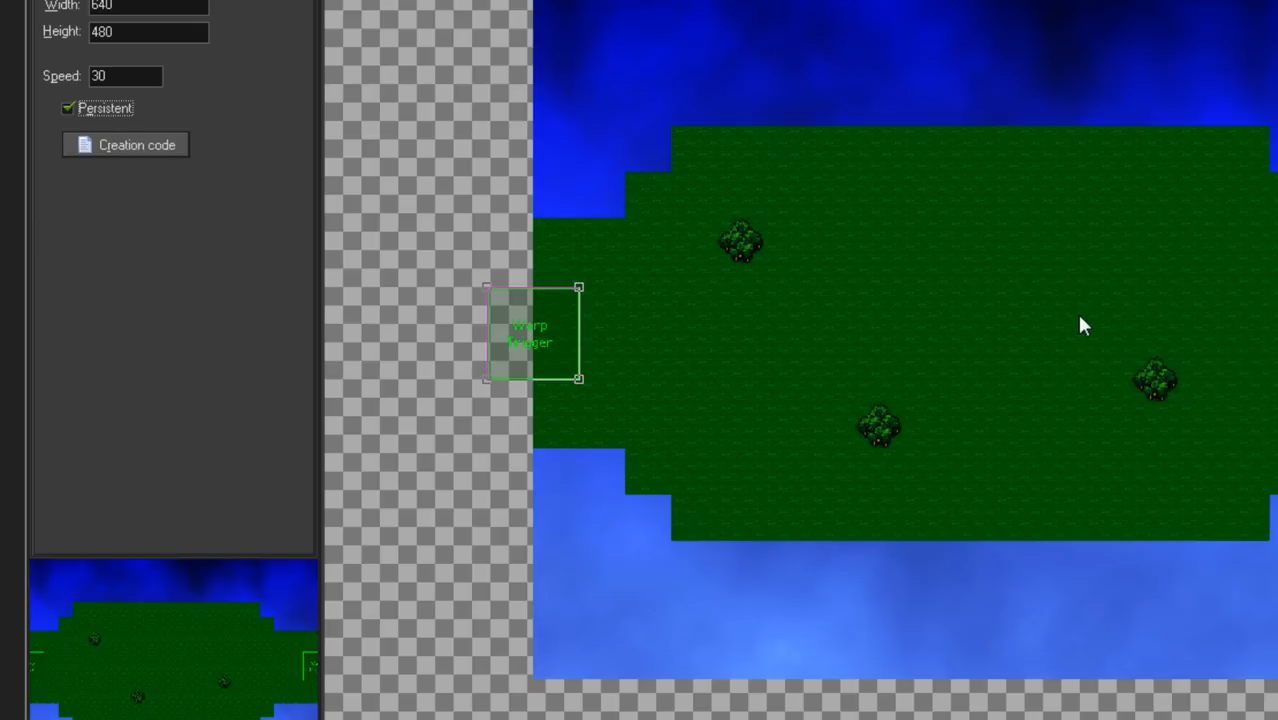 Width: 640
Height: 480
Speed: 30
Persistent
Creation code
Warp
Trigger